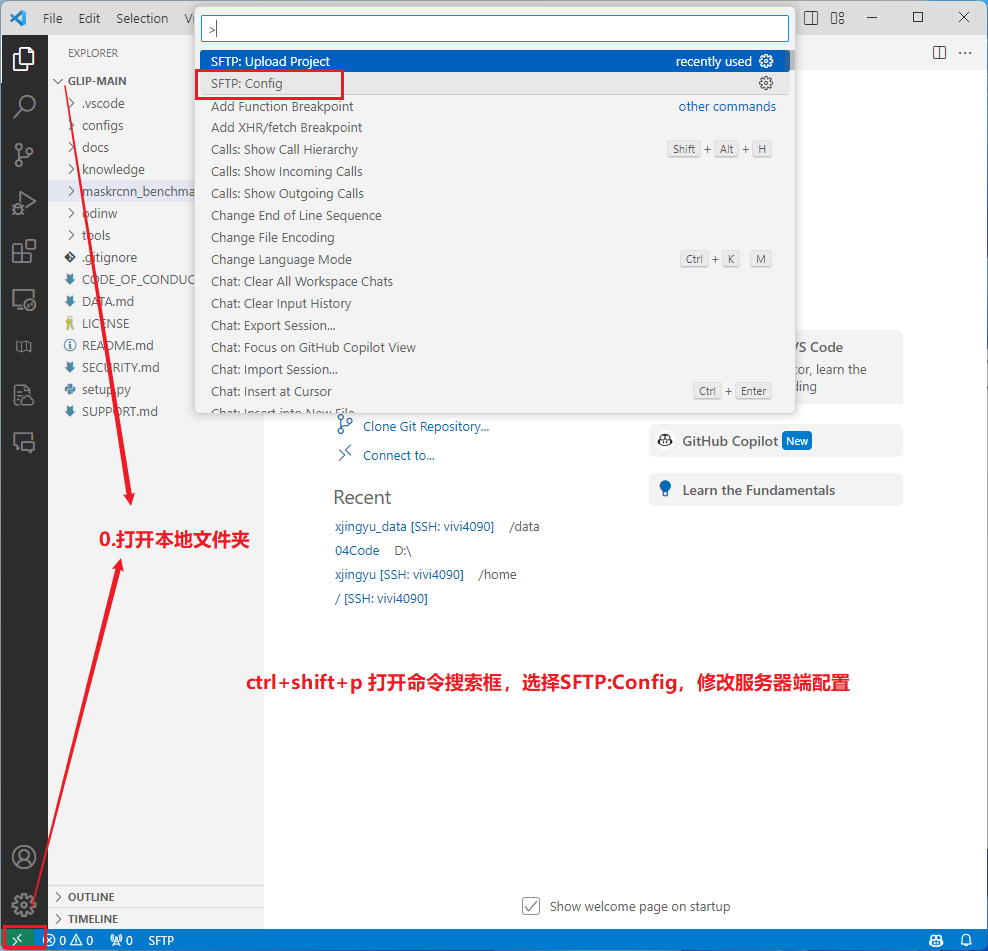 File Edit Selection Vi
>
EXPLORER
GLIP-MAIN
.vscode
configs
docs
knowledge
maskrcnn_benchma
odinw
tools
.gitignore
CODE_OF_CONDUC
DATA.md
LICENSE
README.md
SECURITY.md
setup.py
SUPPORT.md
SFTP: Upload Project recently used
SFTP: Config
Add Function Breakpoint other commands
Add XHR/fetch Breakpoint
Calls: Show Call Hierarchy Shift + Alt + H
Calls: Show Incoming Calls
Calls: Show Outgoing Calls
Change End of Line Sequence
Change File Encoding
Change Language Mode Ctrl + K M
Chat: Clear All Workspace Chats
Chat: Clear Input History
Chat: Export Session...
Chat: Focus on GitHub Copilot View
Chat: Import Session...
Chat: Insert at Cursor Ctrl + Enter
Chat: Insert into New File
VS Code
tor, learn the
ding
Clone Git Repository...
Connect to...
GitHub Copilot New
Learn the Fundamentals
Recent
xjingyu_data [SSH: vivi4090] /data
04Code D:\
xjingyu [SSH: vivi4090] /home
/ [SSH: vivi4090]
0.打开本地文件夹
ctrl+shift+p 打开命令搜索框，选择SFTP:Config，修改服务器端配置
OUTLINE
TIMELINE
Show welcome page on startup
0 0 0 SFTP